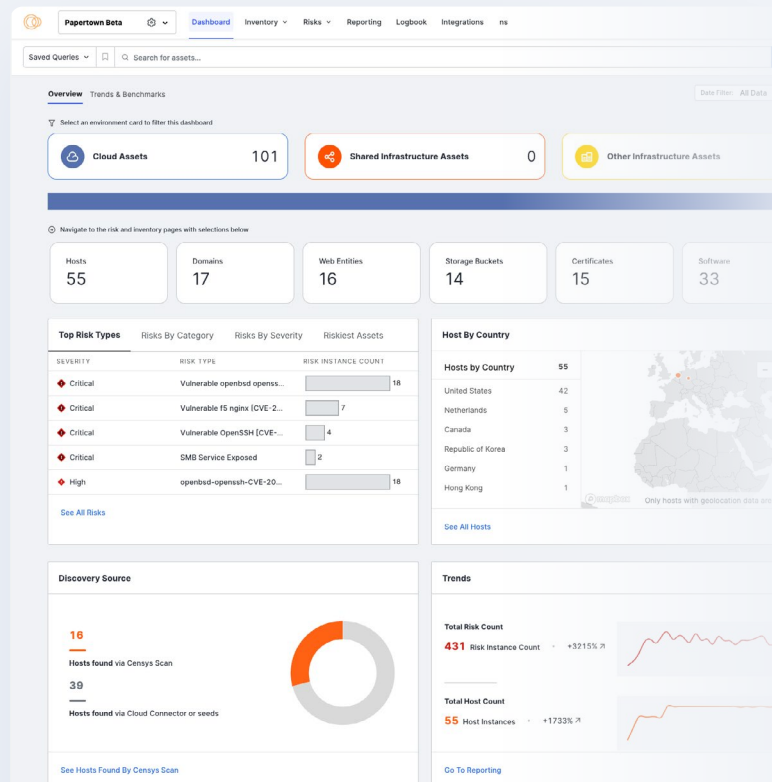 Papertown Beta Dashboard Inventory Risks Reporting Logbook Integrations ns
Saved Queries Search for assets...
Overview Trends & Benchmarks Date Filter: All Data
Select an environment card to filter this dashboard
Cloud Assets 101 Shared Infrastructure Assets 0 Other Infrastructure Assets
Navigate to the risk and inventory pages with selections below
Hosts Domains Web Entities Storage Buckets Certificates Software
55 17 16 14 15 33
Top Risk Types Risks By Category Risks By Severity Riskiest Assets
SEVERITY RISK TYPE RISK INSTANCE COUNT
Critical Vulnerable openbsd openss... 18
Critical Vulnerable f5 nginx [CVE-2... 7
Critical Vulnerable OpenSSH [CVE-... 4
Critical SMB Service Exposed 2
High openbsd-openssh-CVE-20... 18
See All Risks
Host By Country
Hosts by Country 55
United States 42
Netherlands 5
Canada 3
Republic of Korea 3
Germany 1
Hong Kong 1
mapbox Only hosts with geolocation data are
See All Hosts
Discovery Source
16
Hosts found via Censys Scan
39
Hosts found via Cloud Connector or seeds
See Hosts Found By Censys Scan
Trends
Total Risk Count
431 Risk Instance Count +3215%
Total Host Count
55 Host Instances +1733%
Go To Reporting